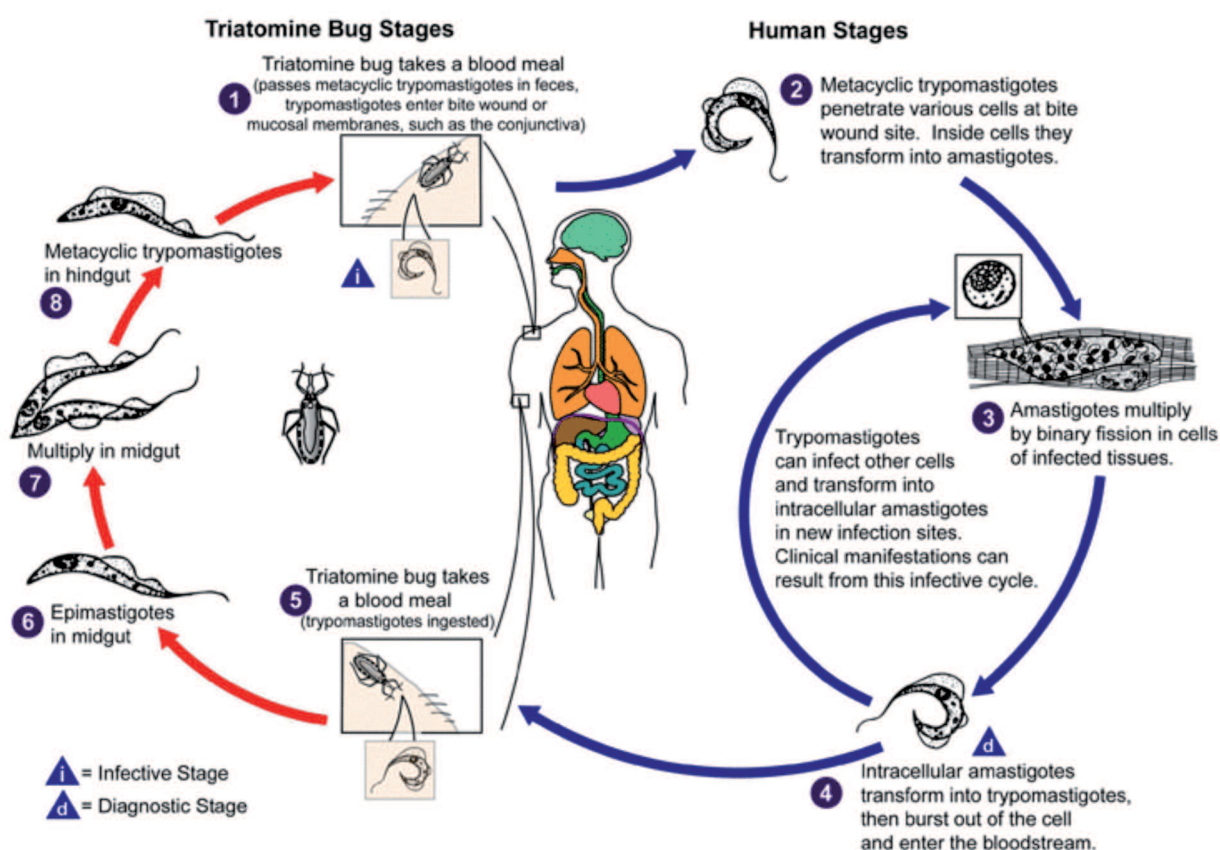 Triatomine Bug Stages
Human Stages
Triatomine bug takes a blood meal
(passes metacyclic trypomastigotes in feces,
trypomastigotes enter bite wound or
mucosal membranes, such as the conjunctiva)
1
i
2
Metacyclic trypomastigotes
penetrate various cells at bite
wound site. Inside cells they
transform into amastigotes.
3
Amastigotes multiply
by binary fission in cells
of infected tissues.
Trypomastigotes
can infect other cells
and transform into
intracellular amastigotes
in new infection sites.
Clinical manifestations can
result from this infective cycle.
d
4
Intracellular amastigotes
transform into trypomastigotes,
then burst out of the cell
and enter the bloodstream.
5
Triatomine bug takes
a blood meal
(trypomastigotes ingested)
6
Epimastigotes
in midgut
Multiply in midgut
7
Metacyclic trypomastigotes
in hindgut
8
i = Infective Stage
d = Diagnostic Stage